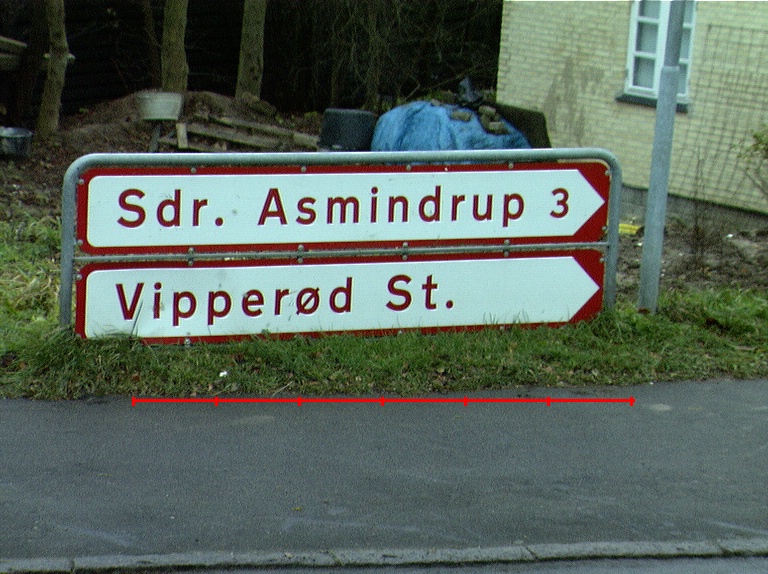 Sdr. Asmindrup 3
Vipperød St.